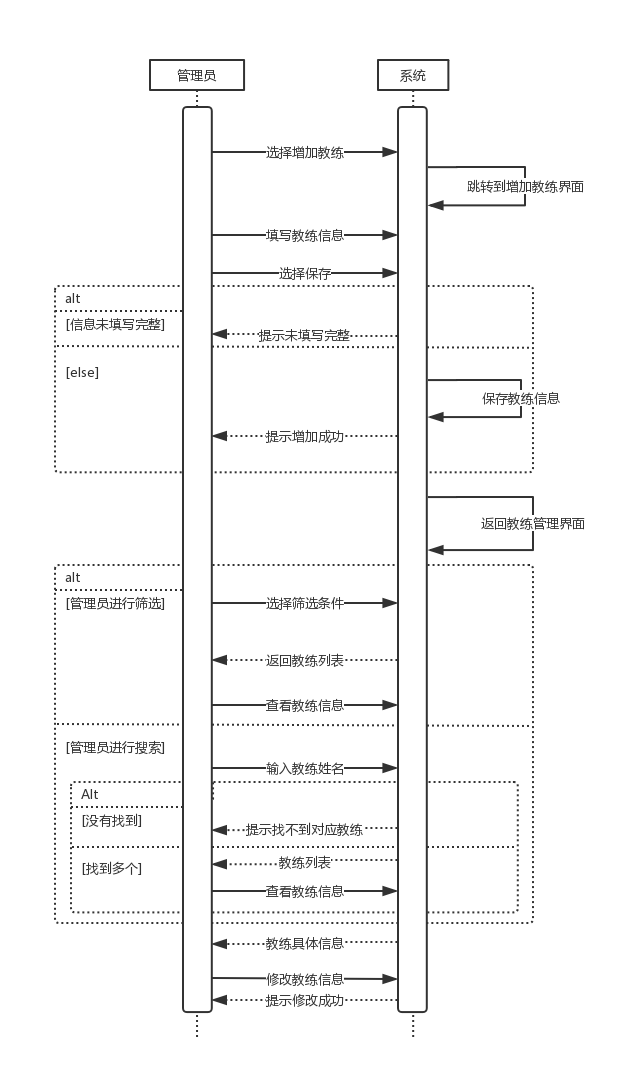 管理员
系统
选择增加教练
跳转到增加教练界面
填写教练信息
选择保存
alt
[信息未填写完整]
提示未填写完整
[else]
保存教练信息
提示增加成功
返回教练管理界面
alt
[管理员进行筛选]
选择筛选条件
返回教练列表
查看教练信息
[管理员进行搜索]
输入教练姓名
Alt
[没有找到]
提示找不到对应教练
教练列表
[找到多个]
查看教练信息
教练具体信息
修改教练信息
提示修改成功